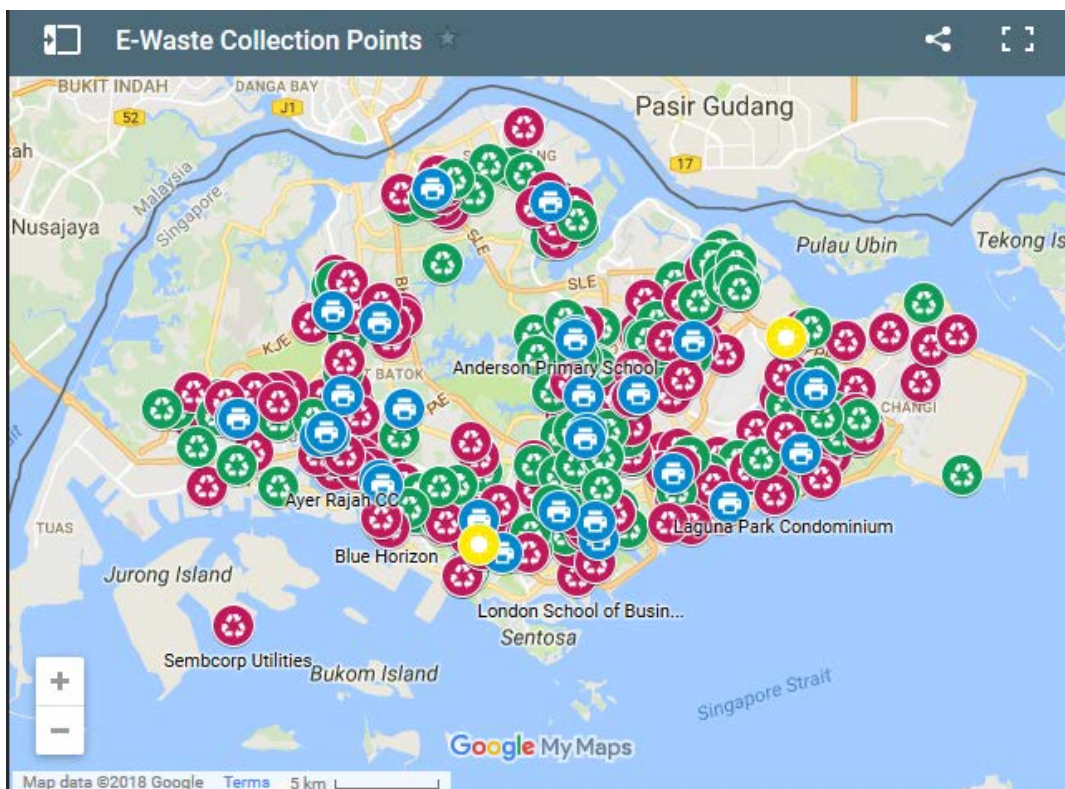 E-Waste Collection Points
BUKIT INDAH
DANGA BAY
J1
52
Pasir Gudang
17
Malaysia
Singapore
Nusajaya
Pulau Ubin
Tekong Is
SLE
SLE
KJE
Anderson Primary School
T BATOK
PIE
CHANGI
Ayer Rajah CC
Laguna Park Condominium
TUAS
Blue Horizon
Jurong Island
London School of Busin...
Sentosa
Sembcorp Utilities
Bukom Island
Singapore Strait
Google My Maps
Map data ©2018 Google Terms 5 km